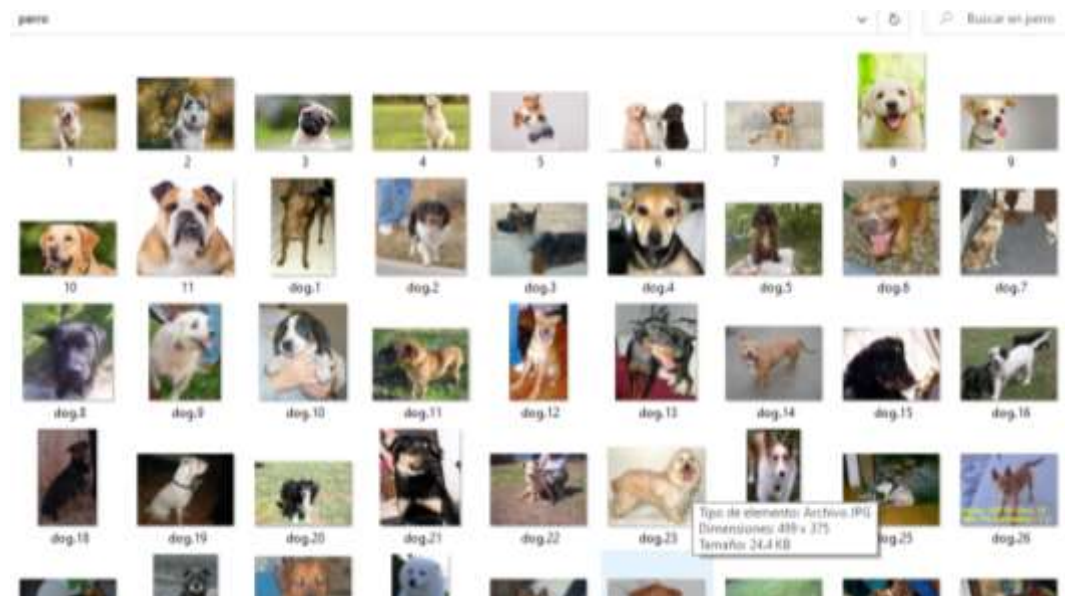 perro
Buscar en perro
1 2 3 4 5 6 7 8 9
10 11 dog.1 dog.2 dog.3 dog.4 dog.5 dog.6 dog.7
dog.8 dog.9 dog.10 dog.11 dog.12 dog.13 dog.14 dog.15 dog.16
dog.18 dog.19 dog.20 dog.21 dog.22 dog.23 dog.25 dog.26
Tipo de elemento: Archivo JPG
Dimensiones: 499 x 375
Tamaño: 24,4 KB